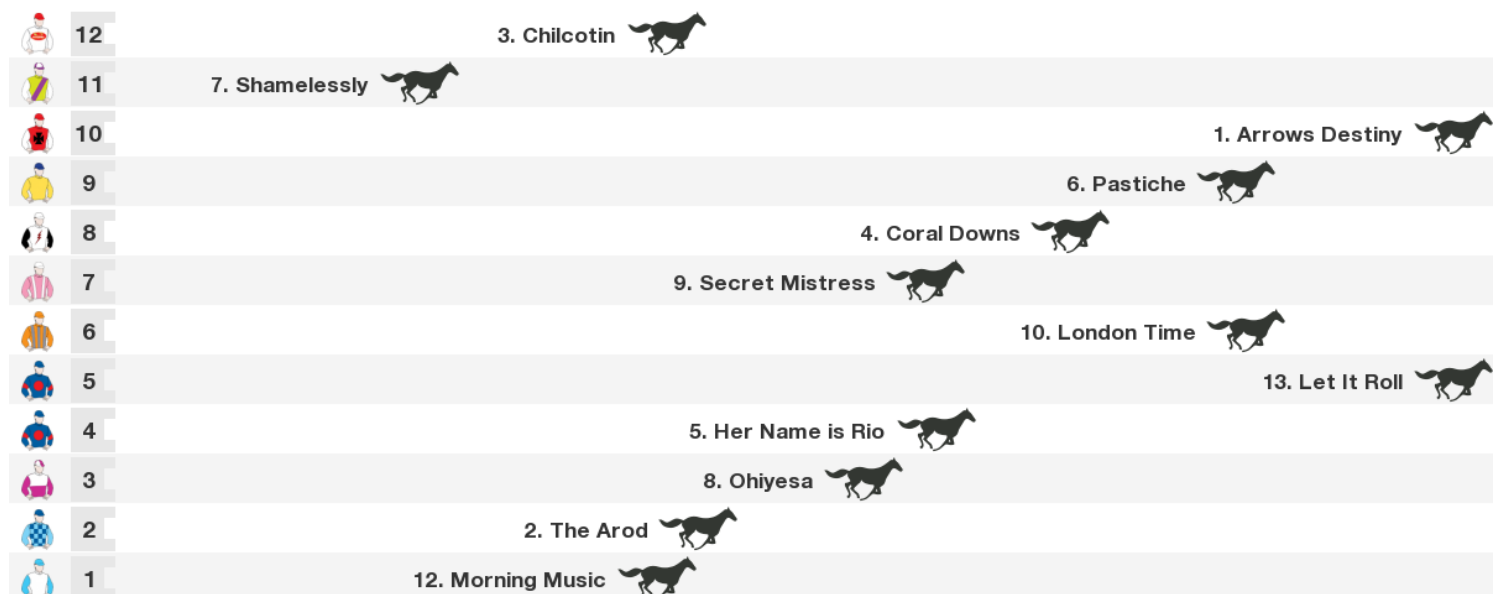 12 3. Chilcotin
11 7. Shamelessly
10 1. Arrows Destiny
9 6. Pastiche
8 4. Coral Downs
7 9. Secret Mistress
6 10. London Time
5 13. Let It Roll
4 5. Her Name is Rio
3 8. Ohiyesa
2 2. The Arod
1 12. Morning Music